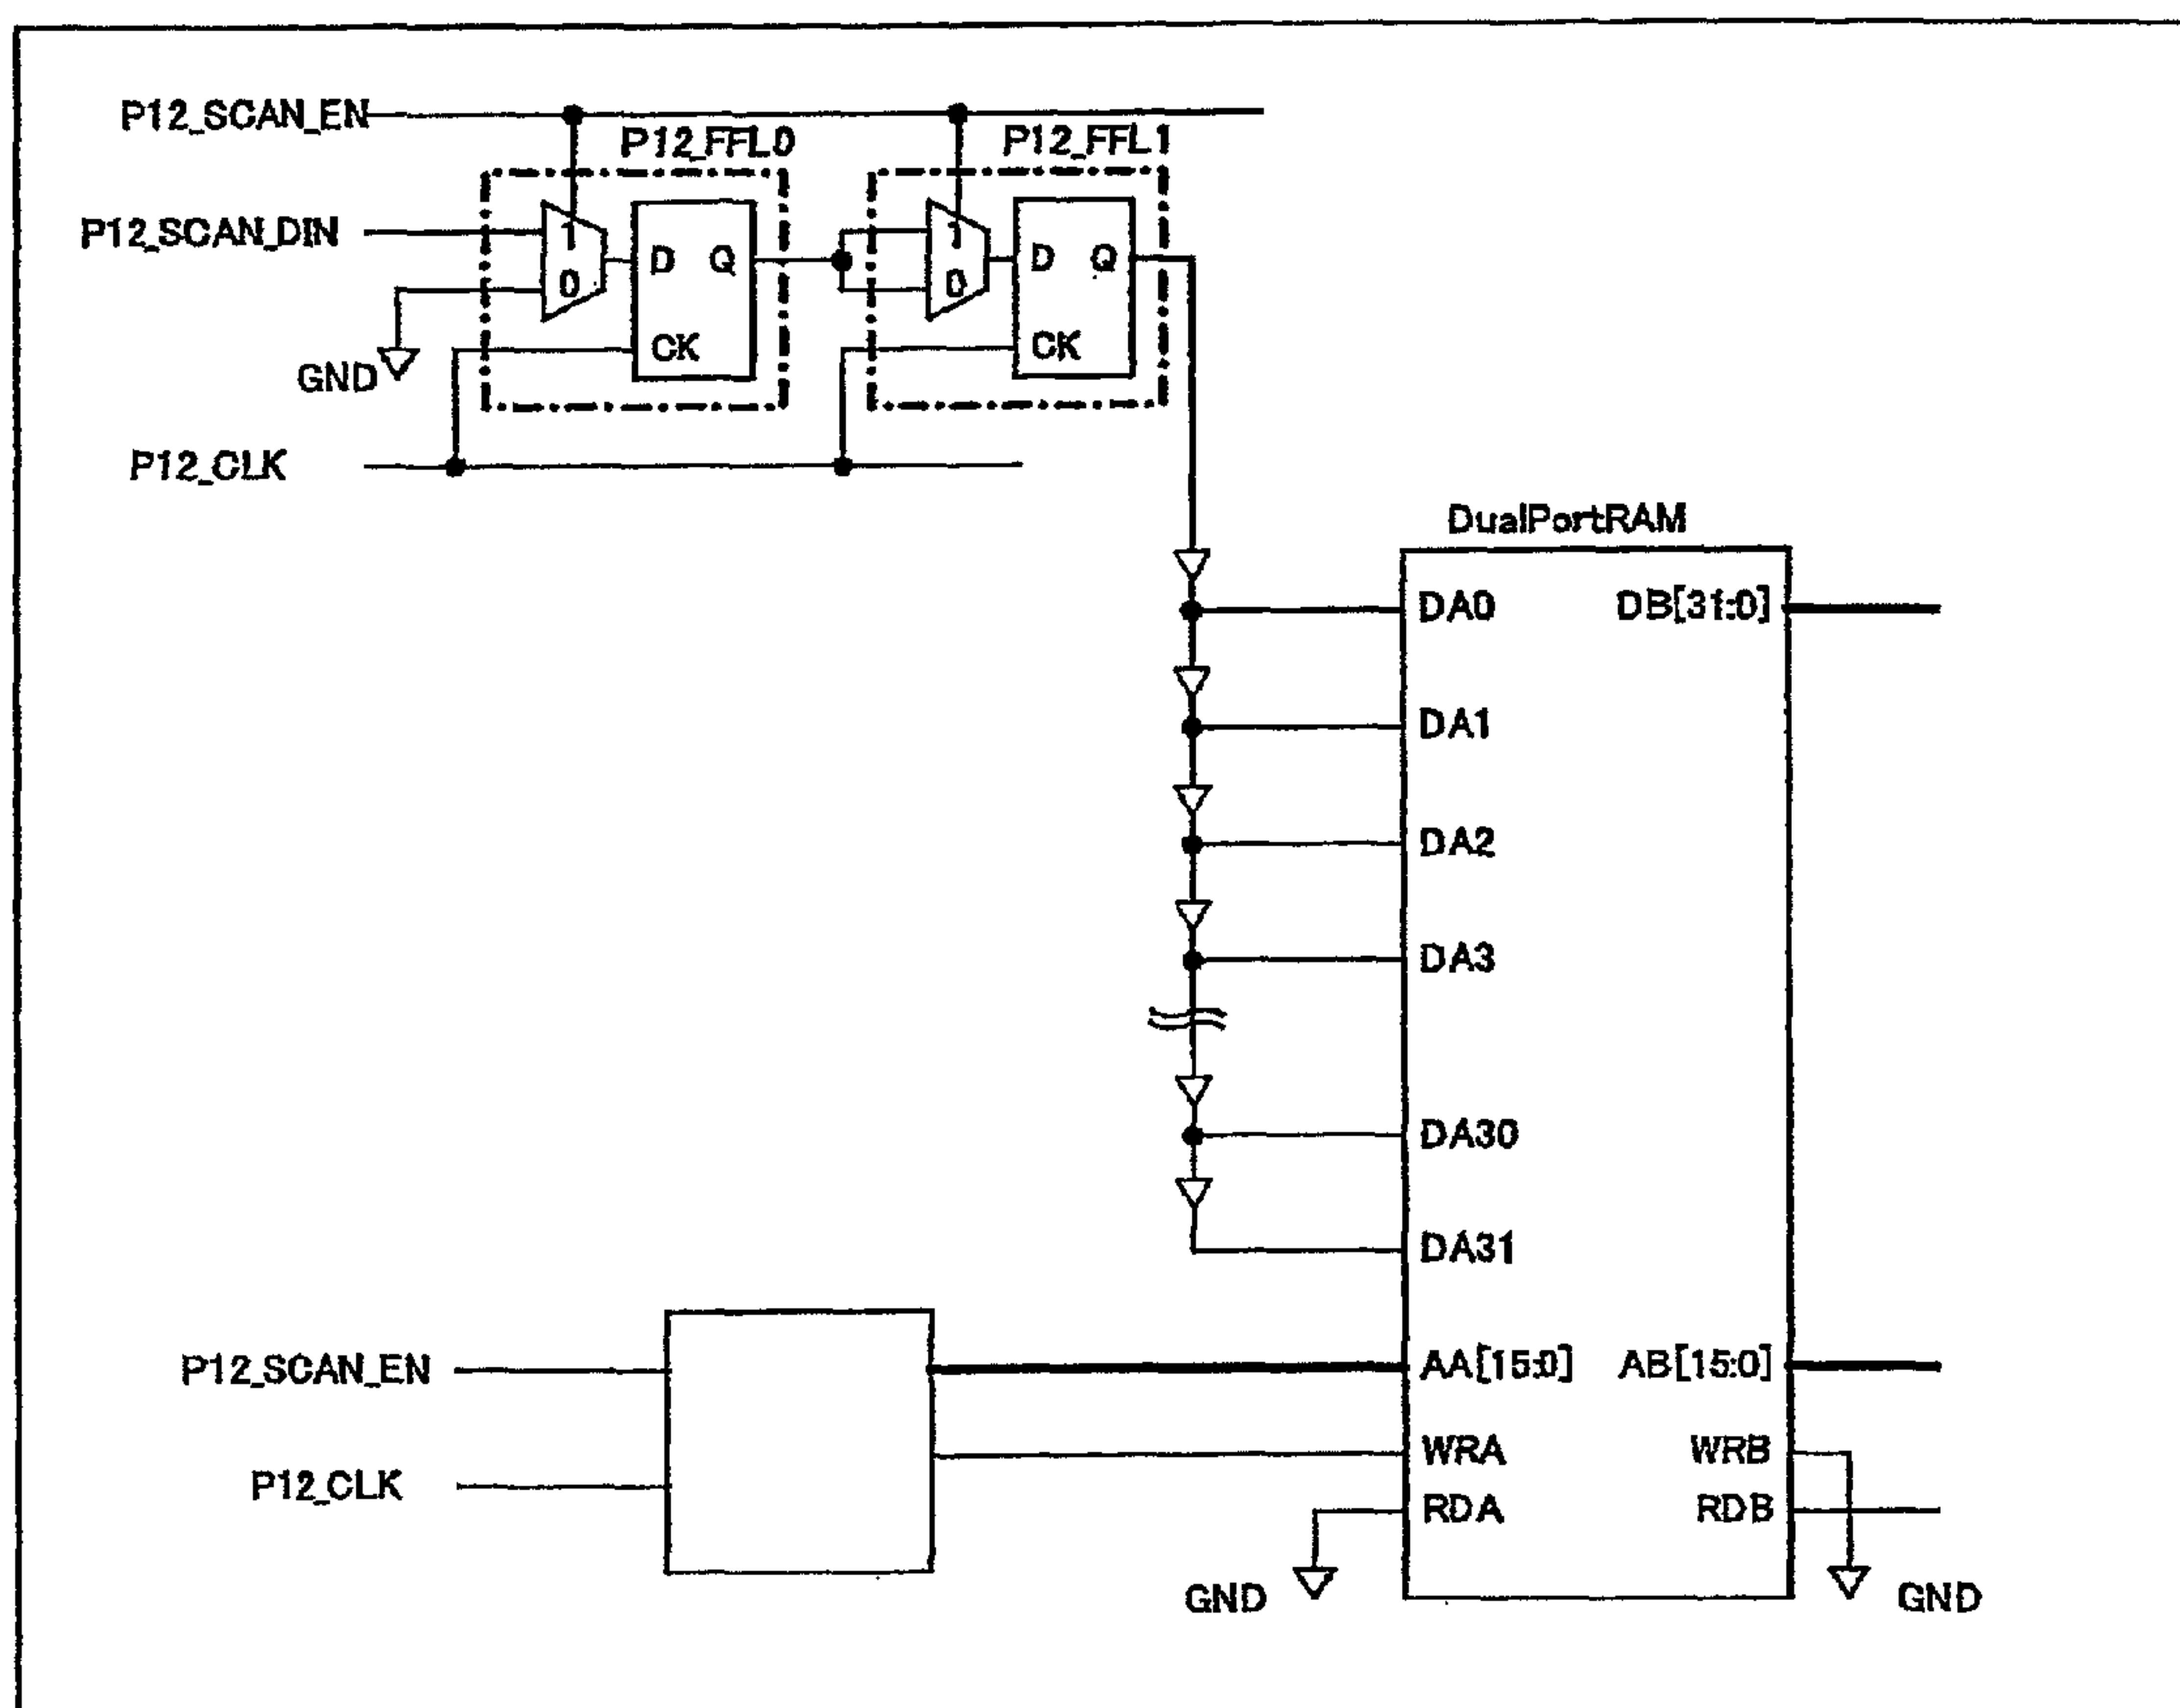 P12_SCAN_EN
P12_FFL0
P12_FFL1
P12_SCAN_DIN
1
0
D
Q
CK
1
0
D
Q
CK
GND
P12_CLK
DualPortRAM
DA0
DB[31:0]
DA1
DA2
DA3
DA30
DA31
P12_SCAN_EN
AA[15:0]
AB[15:0]
P12_CLK
WRA
WRB
RDA
RDB
GND
GND